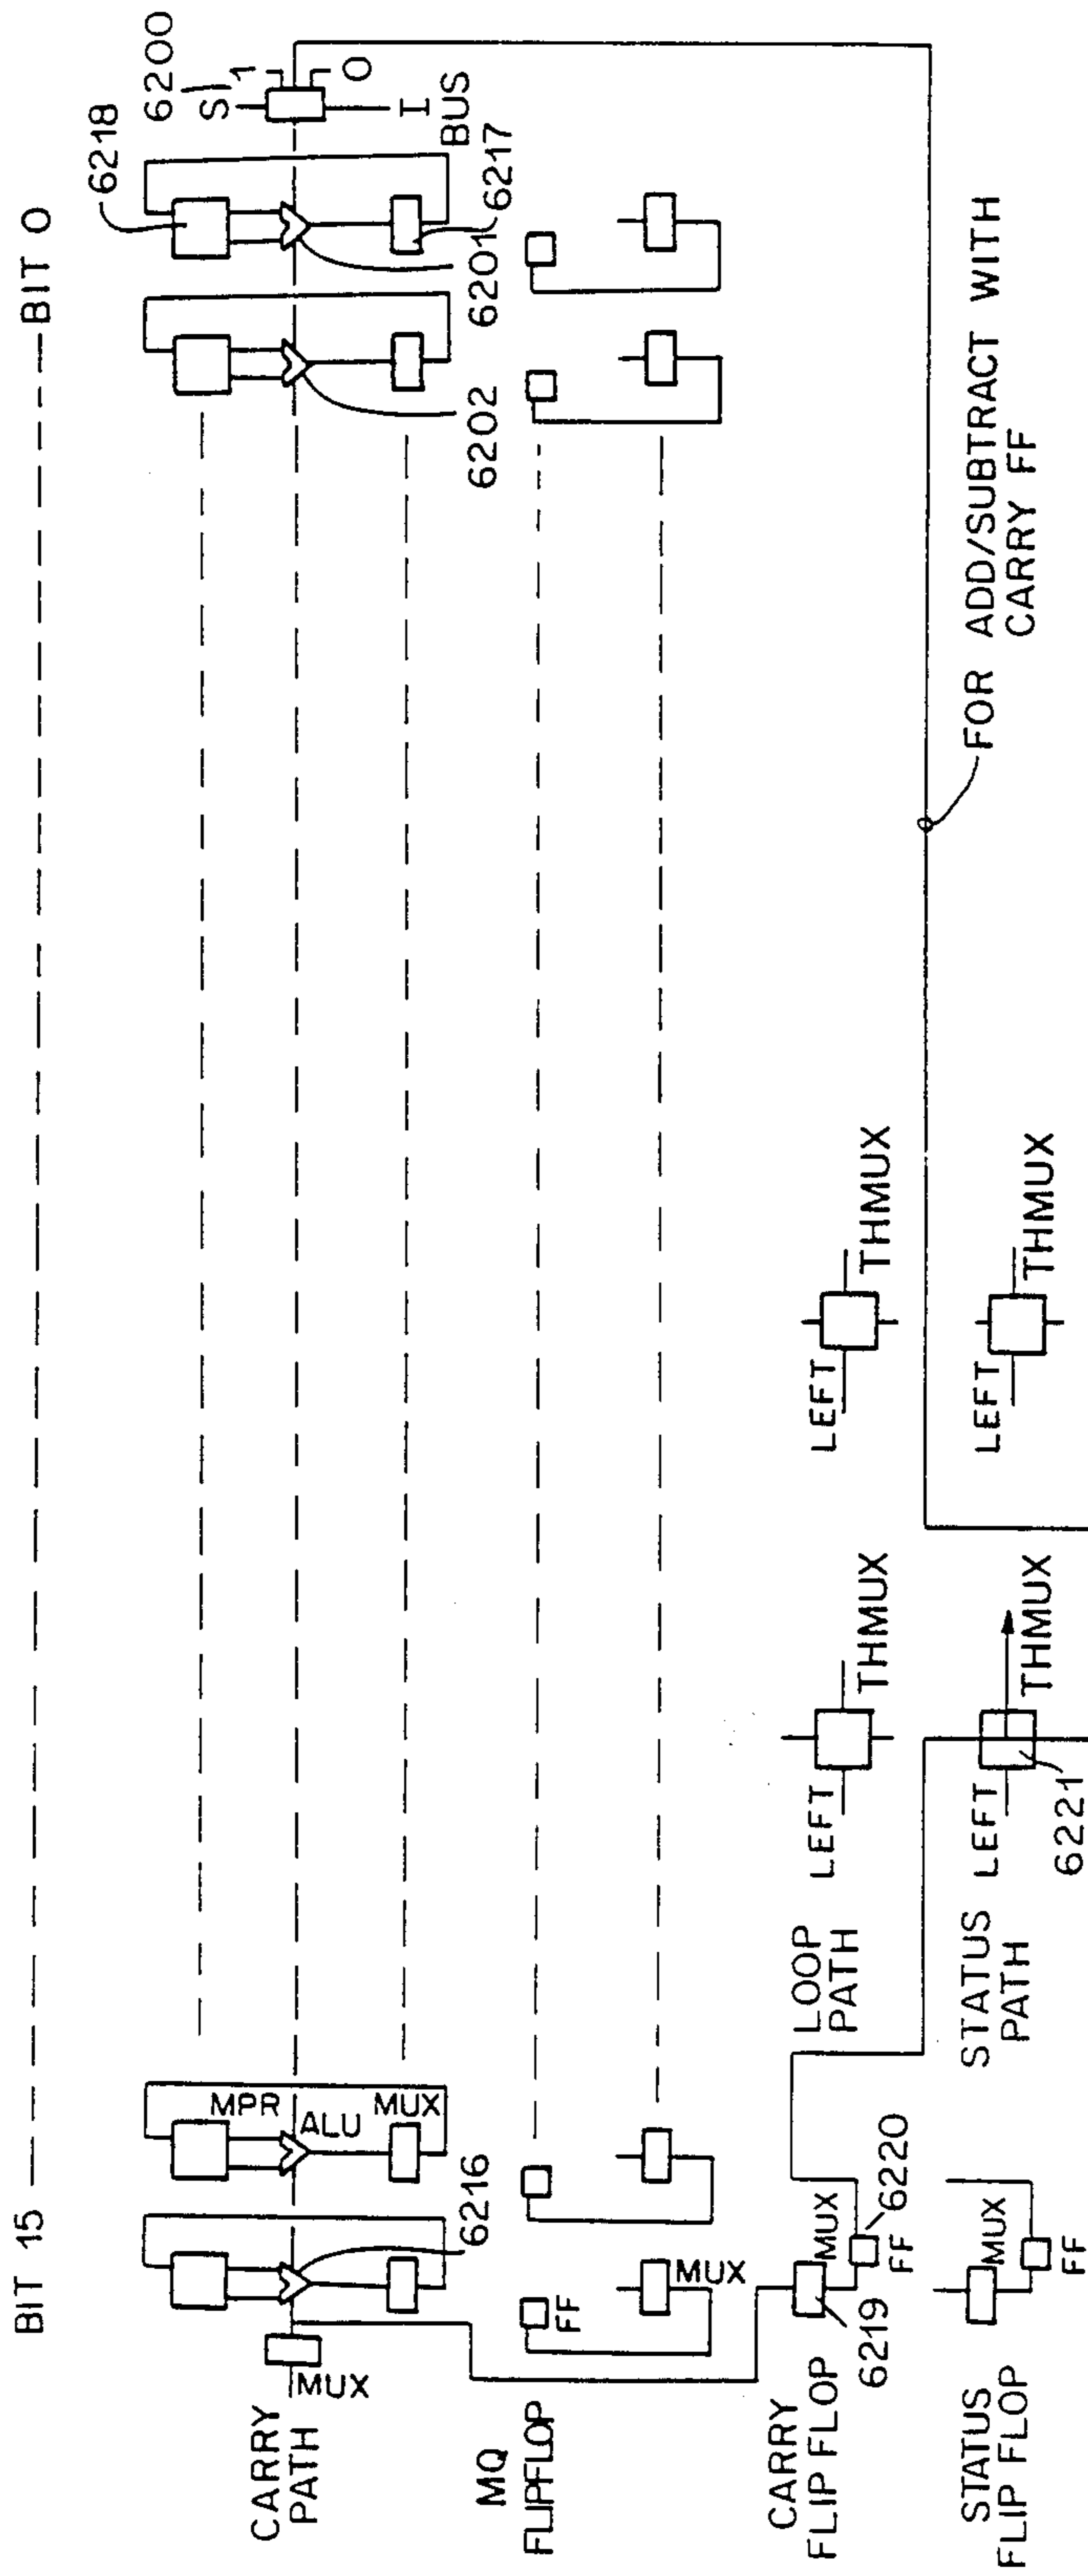 BIT 15 BIT 0
6218
6200
S 1
0
I
BUS
MPR
ALU
MUX
6217
6201
6202
6216
CARRY
PATH
MUX
MQ
FLIPFLOP
FF
MUX
CARRY
FLIP FLOP
6219
MUX
FF
6220
LOOP
PATH
LEFT
THMUX
LEFT
THMUX
STATUS
FLIP FLOP
MUX
FF
STATUS
PATH
LEFT
THMUX
6221
LEFT
THMUX
FOR ADD/SUBTRACT WITH
CARRY FF